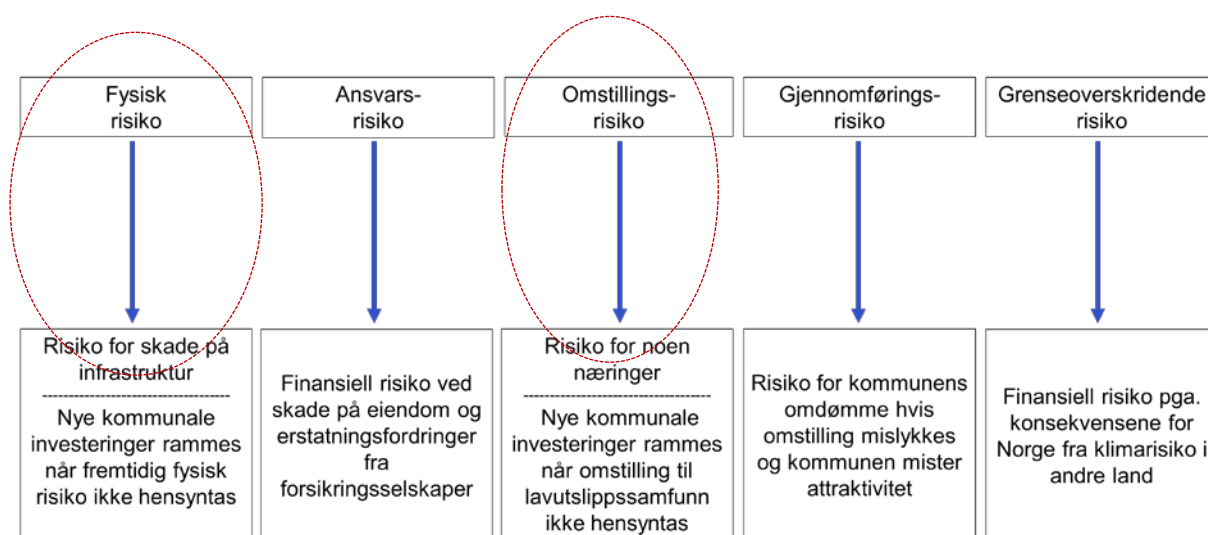 Fysisk
risiko
Ansvars-
risiko
Omstillings-
risiko
Gjennomførings-
risiko
Grenseoverskridende
risiko
Risiko for skade på
infrastruktur
-----------------------------------
Nye kommunale
investeringer rammes
når fremtidig fysisk
risiko ikke hensyntas
Finansiell risiko ved
skade på eiendom og
erstatningsfordringer
fra
forsikringsselskaper
Risiko for noen
næringer
-----------------------------------
Nye kommunale
investeringer rammes
når omstilling til
lavutslippssamfunn
ikke hensyntas
Risiko for kommunens
omdømme hvis
omstilling mislykkes
og kommunen mister
attraktivitet
Finansiell risiko pga.
konsekvensene for
Norge fra klimarisiko i
andre land